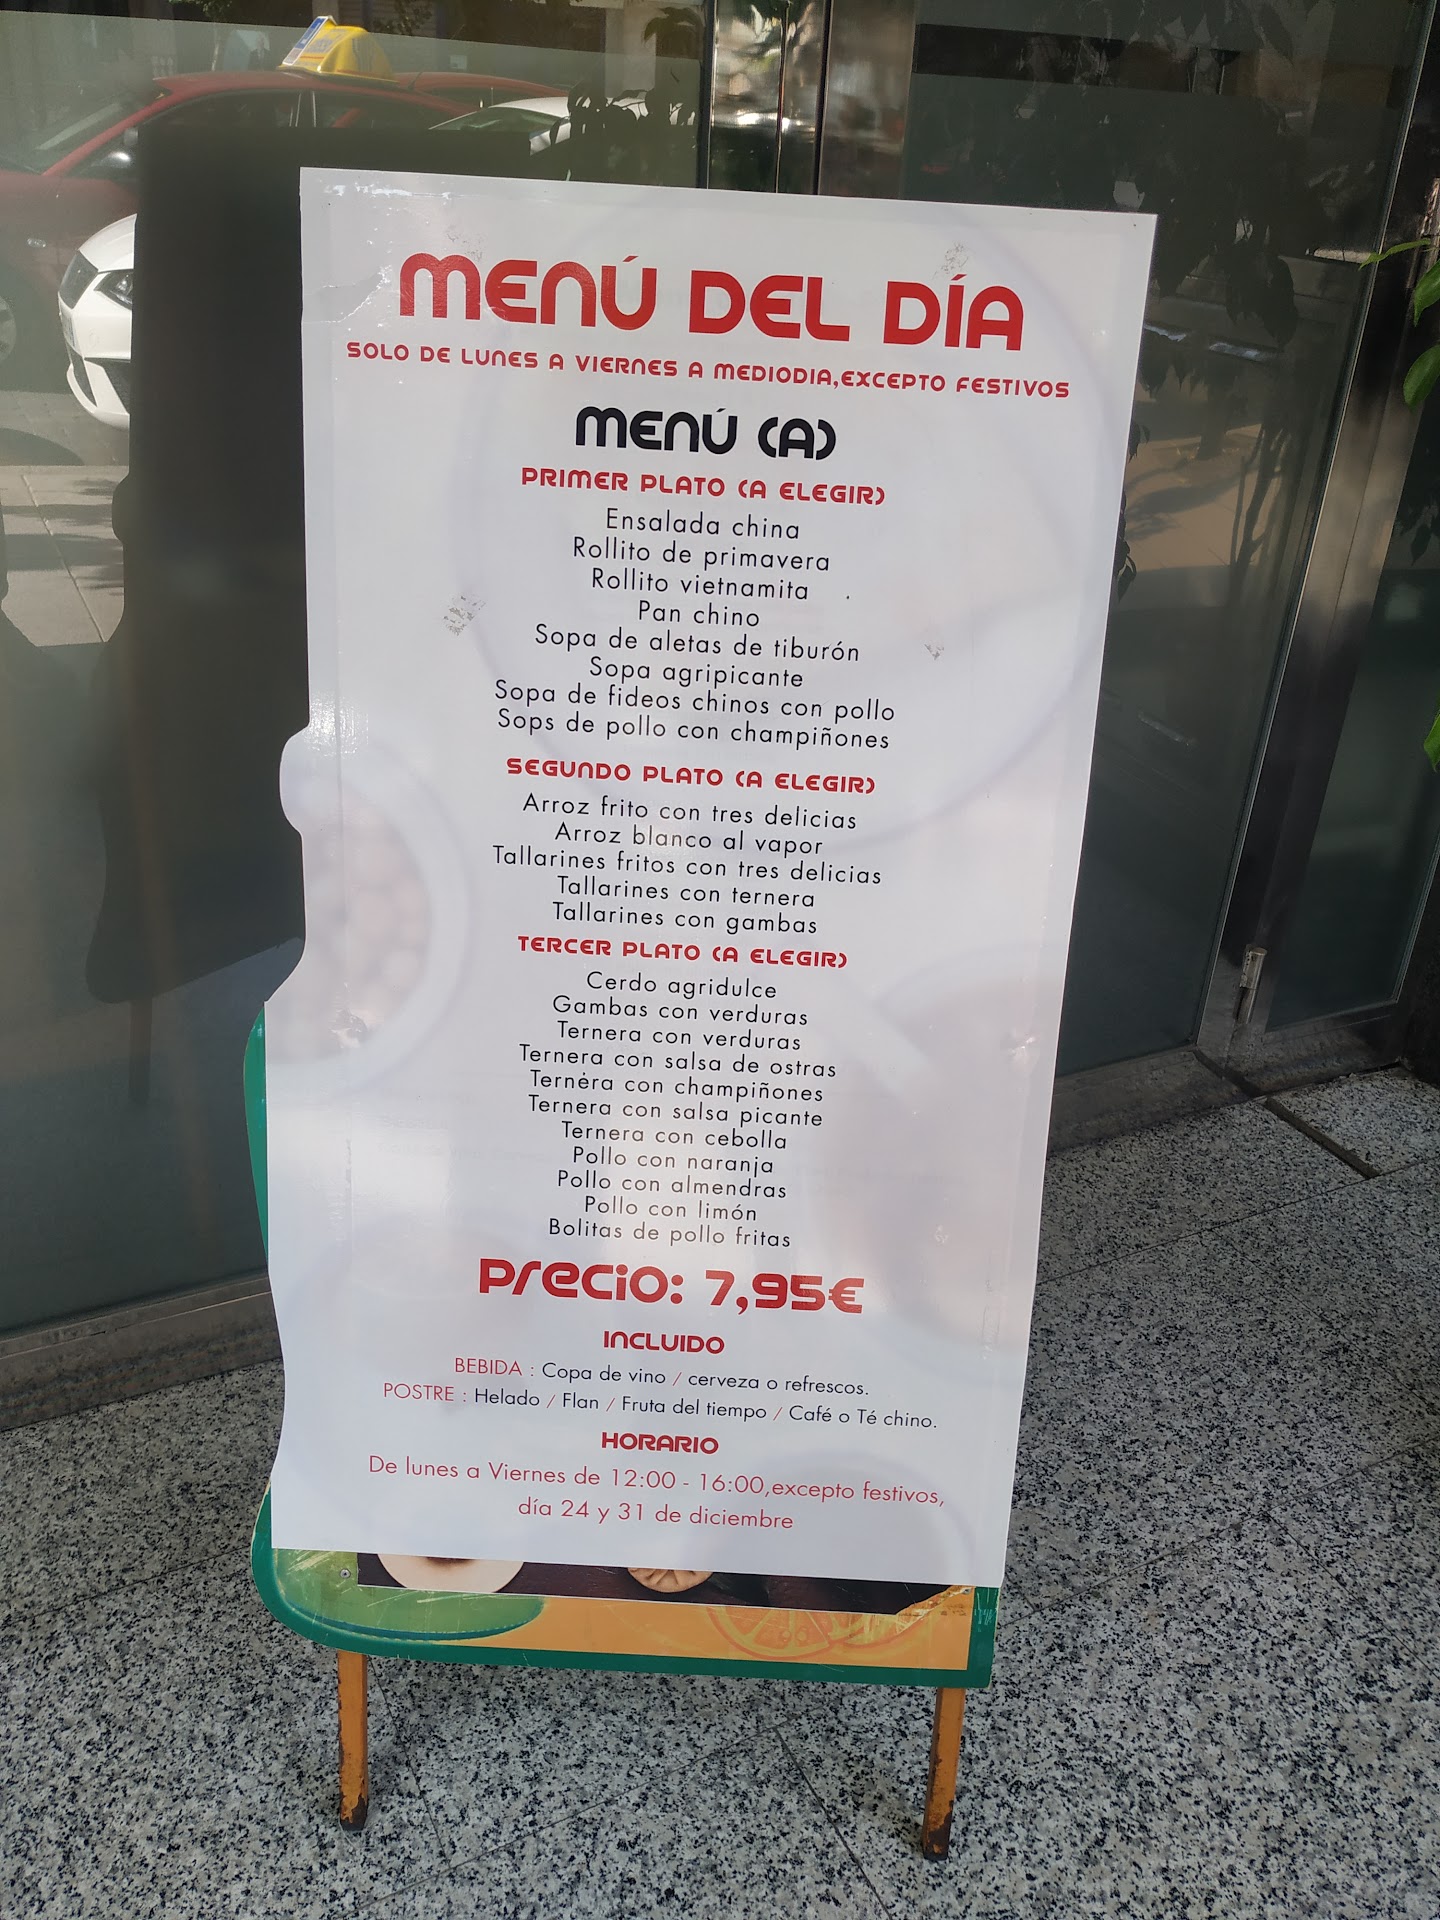 MENÚ DEL DÍA
SOLO DE LUNES A VIERNES A MEDIODIA,EXCEPTO FESTIVOS
MENÚ (A)
PRIMER PLATO (A ELEGIR)
Ensalada china
Rollito de primavera
Rollito vietnamita
Pan chino
Sopa de aletas de tiburón
Sopa agripicante
Sopa de fideos chinos con pollo
Sops de pollo con champiñones
SEGUNDO PLATO (A ELEGIR)
Arroz frito con tres delicias
Arroz blanco al vapor
Tallarines fritos con tres delicias
Tallarines con ternera
Tallarines con gambas
TERCER PLATO (A ELEGIR)
Cerdo agridulce
Gambas con verduras
Ternera con verduras
Ternera con salsa de ostras
Ternera con champiñones
Ternera con salsa picante
Ternera con cebolla
Pollo con naranja
Pollo con almendras
Pollo con limón
Bolitas de pollo fritas
Precio: 7,95€
INCLUIDO
BEBIDA : Copa de vino / cerveza o refrescos.
POSTRE : Helado / Flan / Fruta del tiempo / Café o Té chino.
HORARIO
De lunes a Viernes de 12:00 - 16:00,excepto festivos,
día 24 y 31 de diciembre